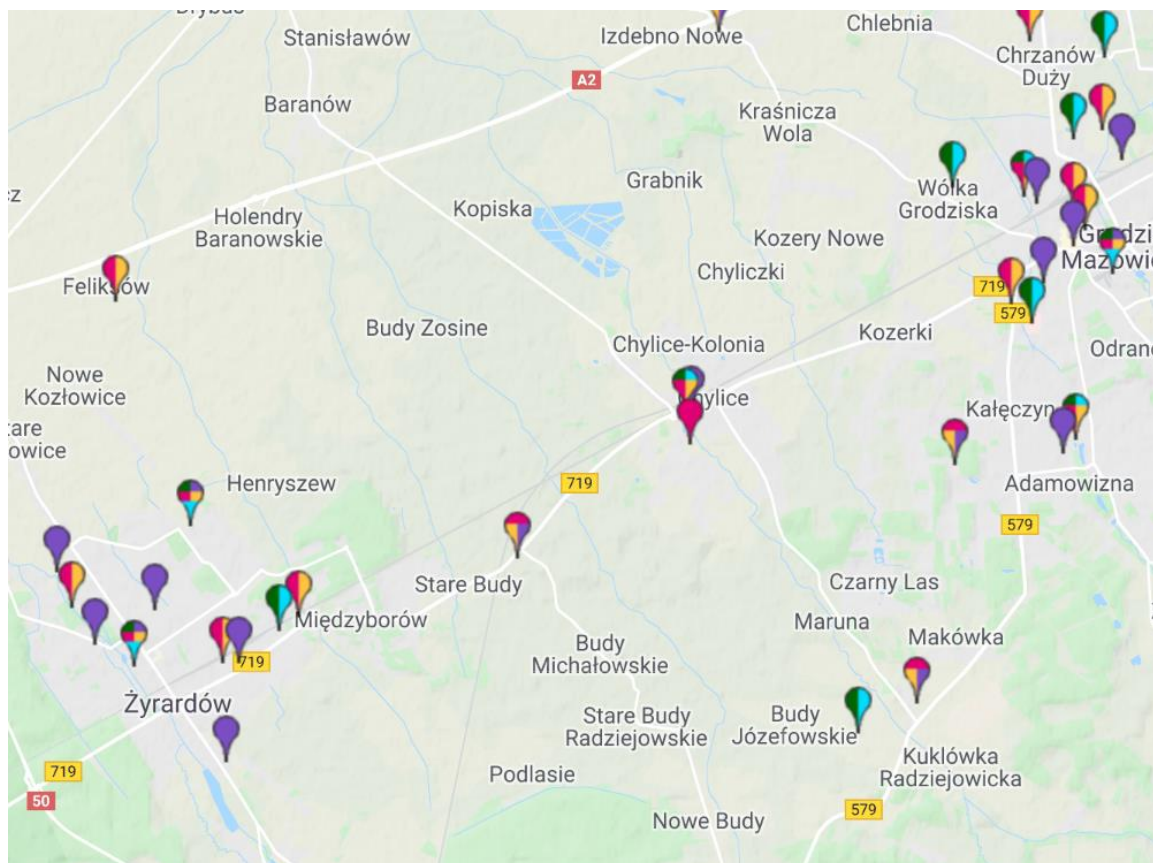 Stanisławów
Izdebno Nowe
Chlebnia
Chrzanów
Duży
A2
Baranów
Kraśnicza
Wola
Grabnik
Wólka
Grodziska
cz
Kopiska
Holendry
Baranowskie
Kozery Nowe
Chyliczki
Feliksów
719
579
Budy Zosine
Kozerki
Chylice-Kolonia
Nowe
Kozłowice
Chylice
Kałęczyn
Henryszew
719
Adamowizna
579
Stare Budy
Czarny Las
Międzyborów
Maruna
Makówka
Budy
Michałowskie
719
Żyrardów
Stare Budy
Radziejowskie
Budy
Józefowskie
Kuklówka
Radziejowicka
719
Podlasie
50
Nowe Budy
579